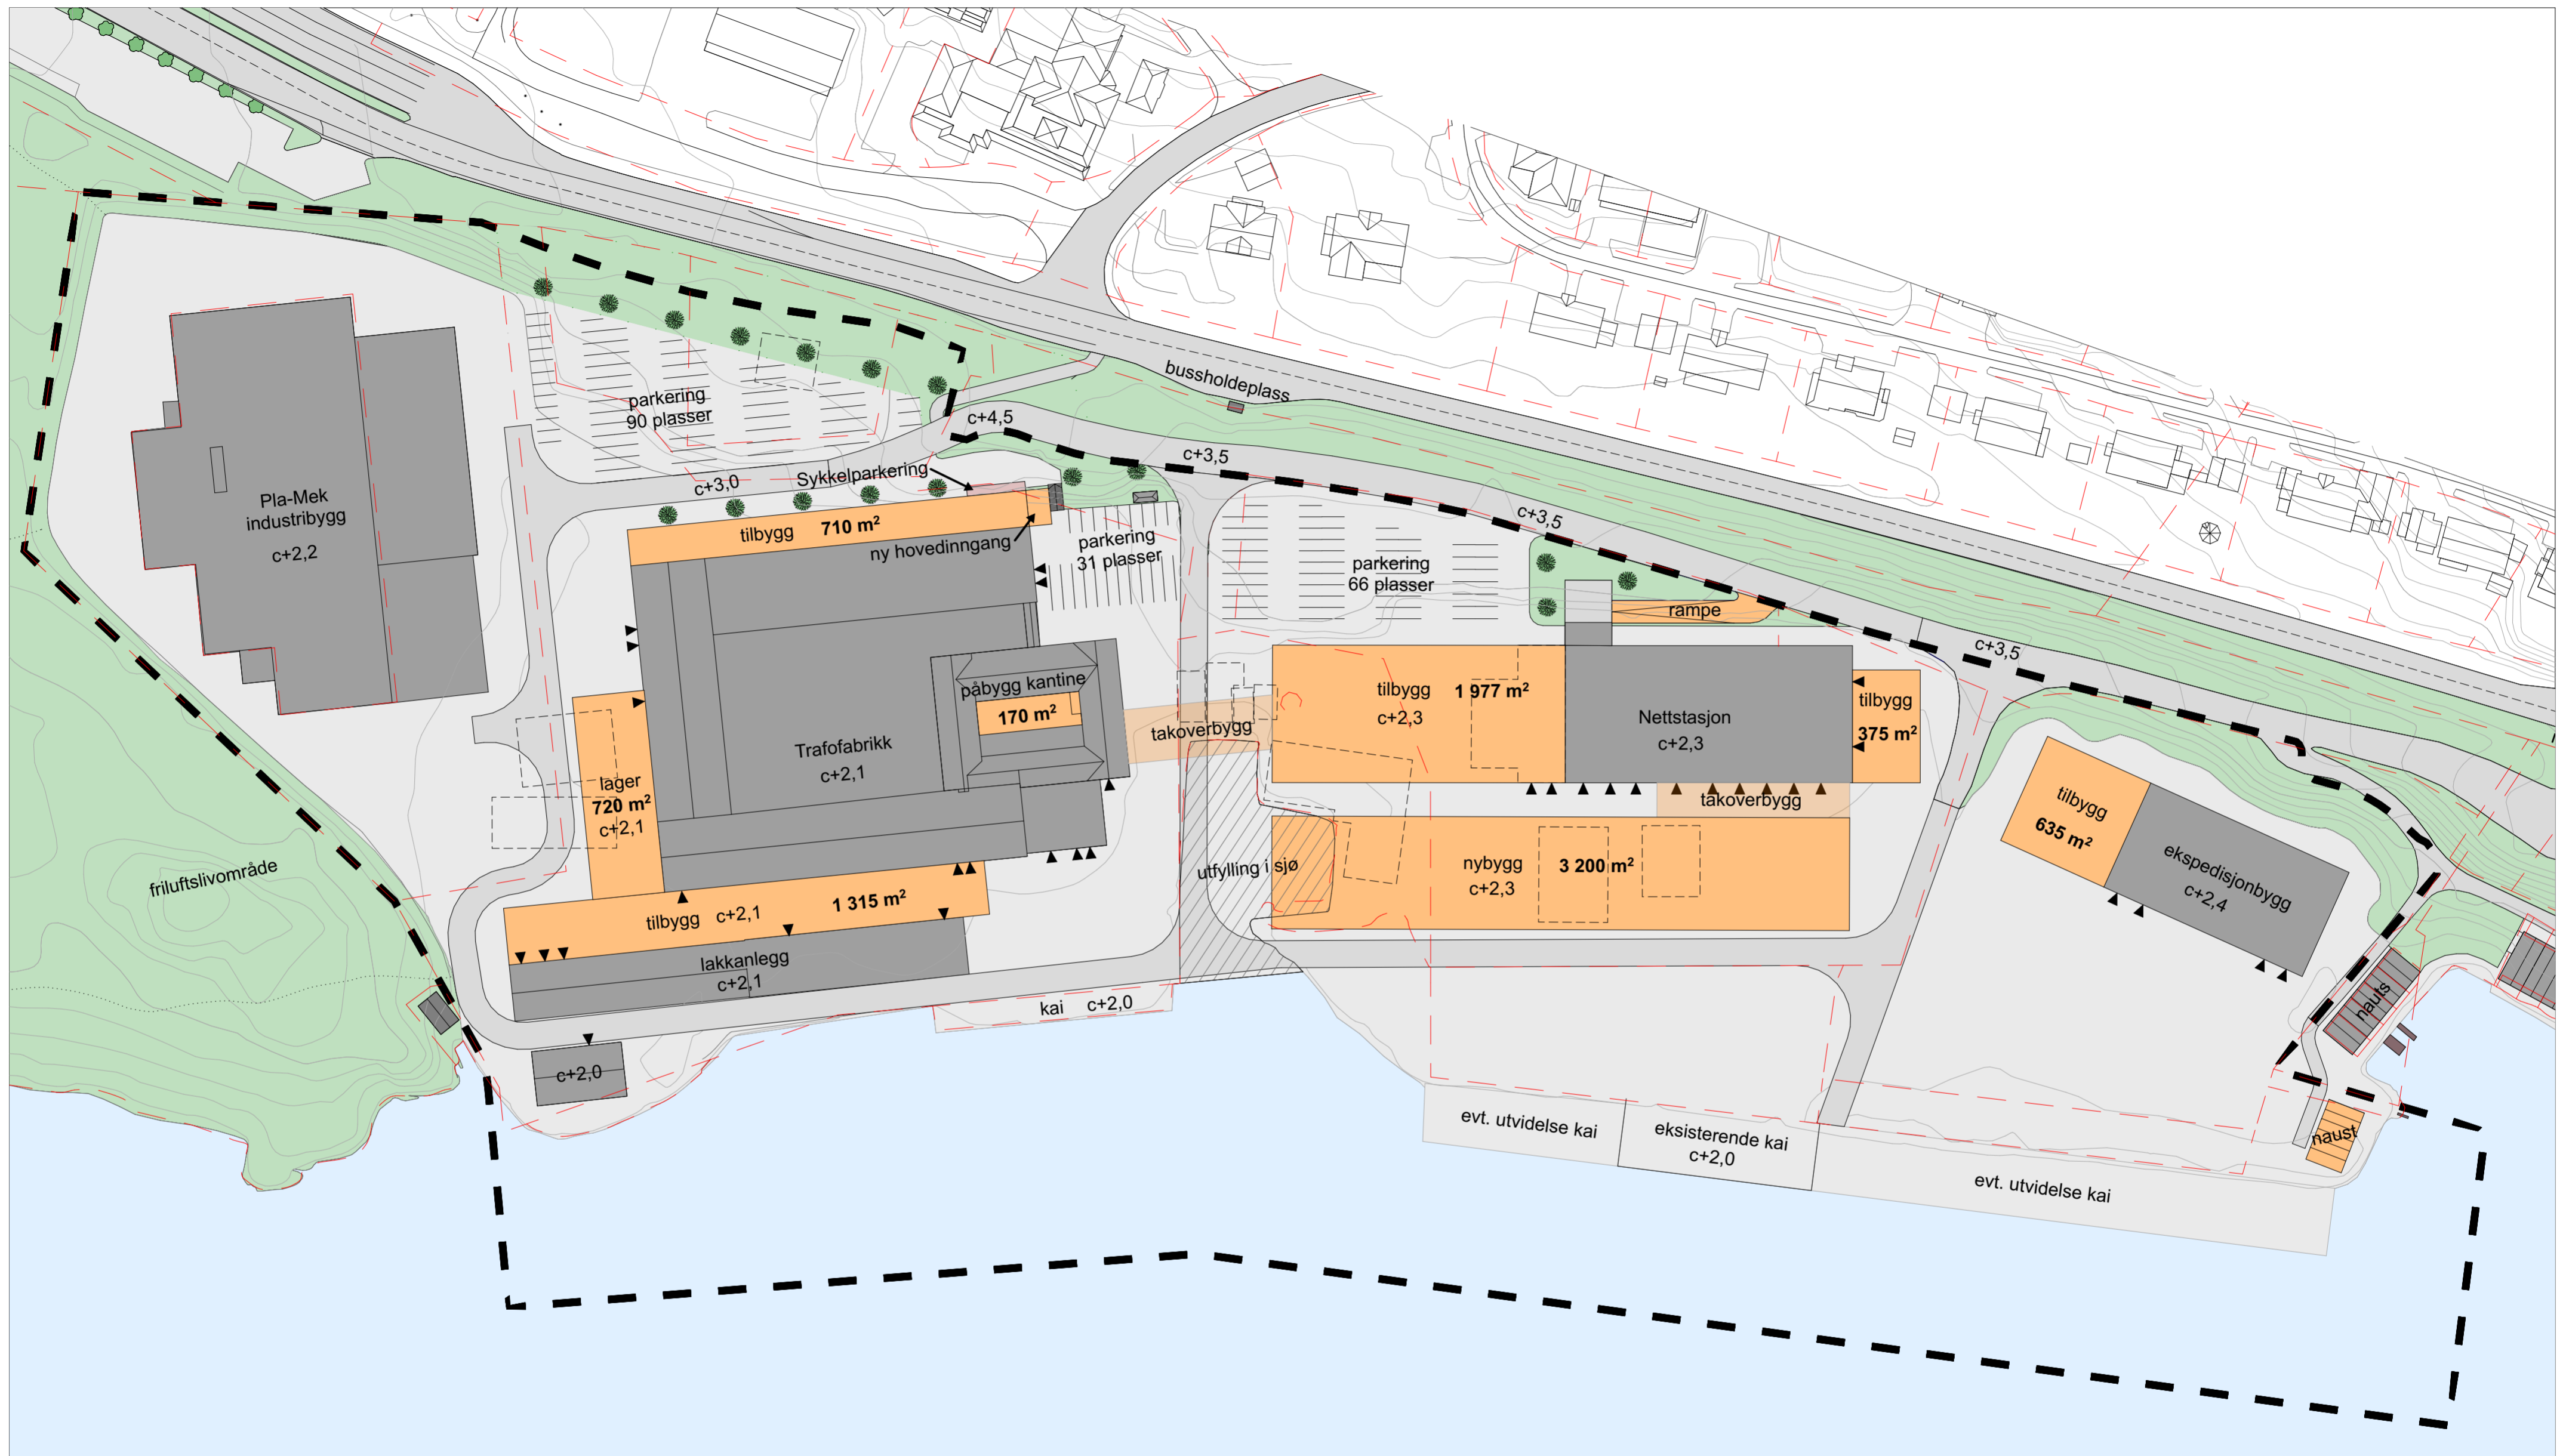 bussholdeplass
parkering
90 plasser
c+4,5
c+3,5
c+3,0
Sykkelparkering
Pla-Mek
industribygg
c+2,2
tilbygg 710 m²
ny hovedinngang
parkering
31 plasser
parkering
66 plasser
c+3,5
rampe
c+3,5
påbygg kantine
170 m²
takoverbygg
Trafofabrikk
c+2,1
tilbygg 1 977 m²
c+2,3
Nettstasjon
c+2,3
tilbygg
375 m²
takoverbygg
lager
720 m²
c+2,1
tilbygg
635 m²
ekspedisjonbygg
c+2,4
friluftslivområde
utfylling i sjø
nybygg 3 200 m²
c+2,3
tilbygg c+2,1 1 315 m²
lakkanlegg
c+2,1
kai c+2,0
c+2,0
nauts
evt. utvidelse kai
eksisterende kai
c+2,0
naust
evt. utvidelse kai